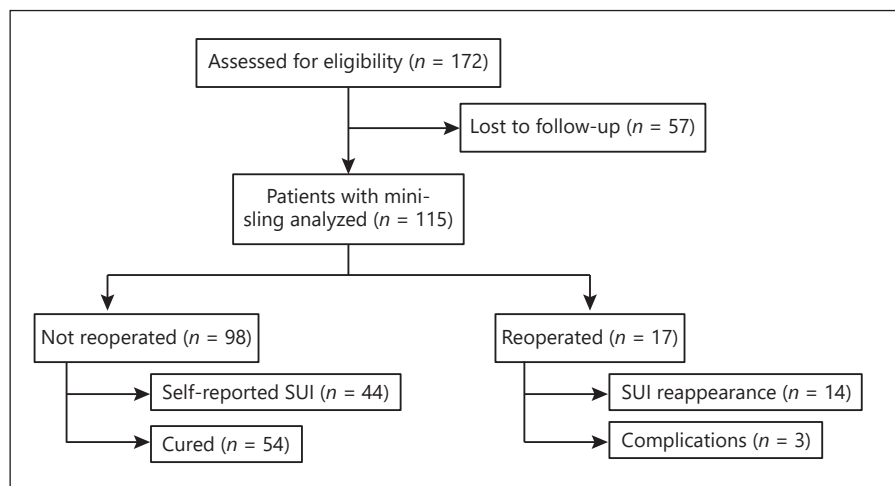 Assessed for eligibility (n = 172)
Lost to follow-up (n = 57)
Patients with mini-
sling analyzed (n = 115)
Not reoperated (n = 98)
Reoperated (n = 17)
Self-reported SUI (n = 44)
SUI reappearance (n = 14)
Cured (n = 54)
Complications (n = 3)